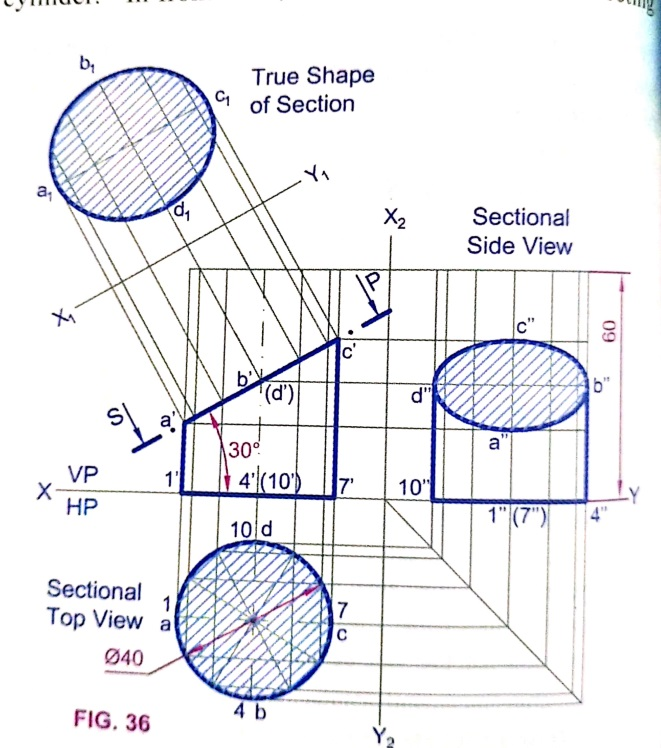 cylinder.
b₁
True Shape
of Section
c₁
a₁
d₁
Y₁
X₁
X₂
Sectional
Side View
P
c'
c"
60
b'
(d')
d"
b"
S
a'
a"
30°
1'
4' (10')
7'
10"
X
VP
HP
Y
1" (7")
4"
10 d
Sectional
Top View
1
a
7
c
Ø40
4 b
FIG. 36
Y₂